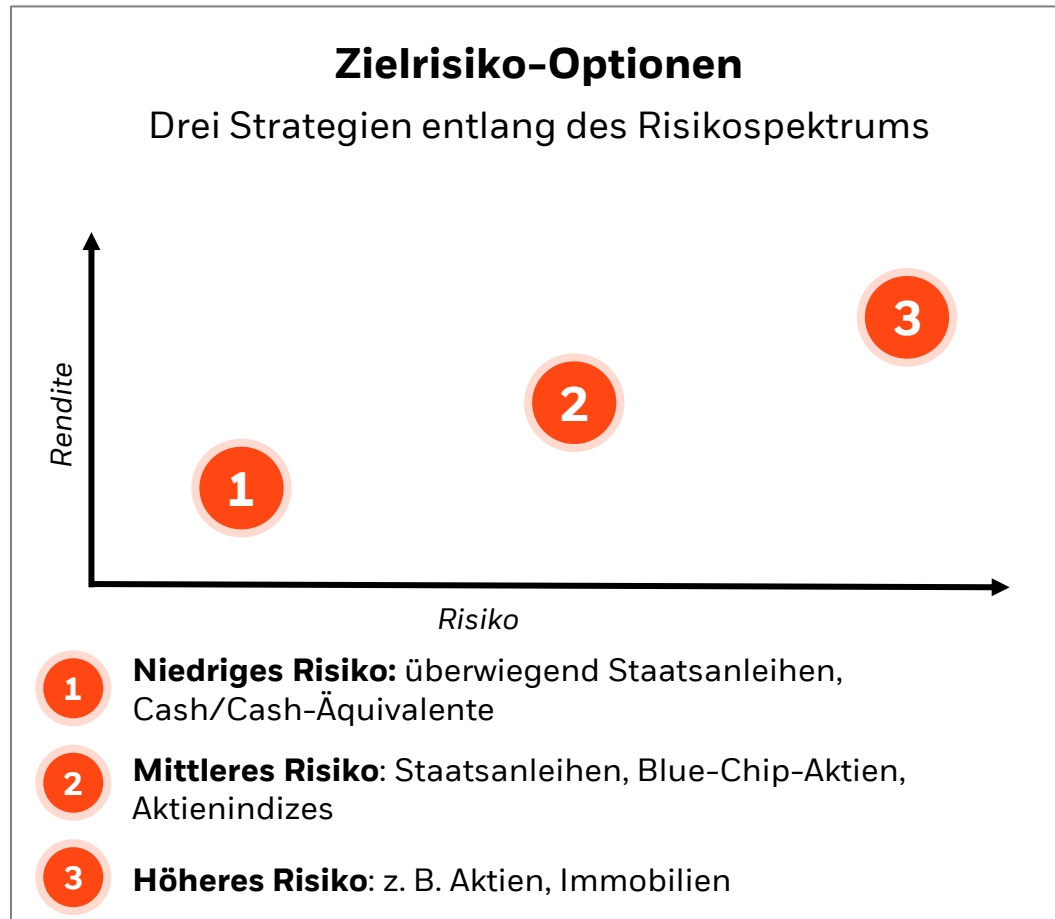 Zielrisiko-Optionen
Drei Strategien entlang des Risikospektrums
3
2
1
Rendite
Risiko
1 Niedriges Risiko: überwiegend Staatsanleihen,
Cash/Cash-Äquivalente
2 Mittleres Risiko: Staatsanleihen, Blue-Chip-Aktien,
Aktienindizes
3 Höheres Risiko: z. B. Aktien, Immobilien